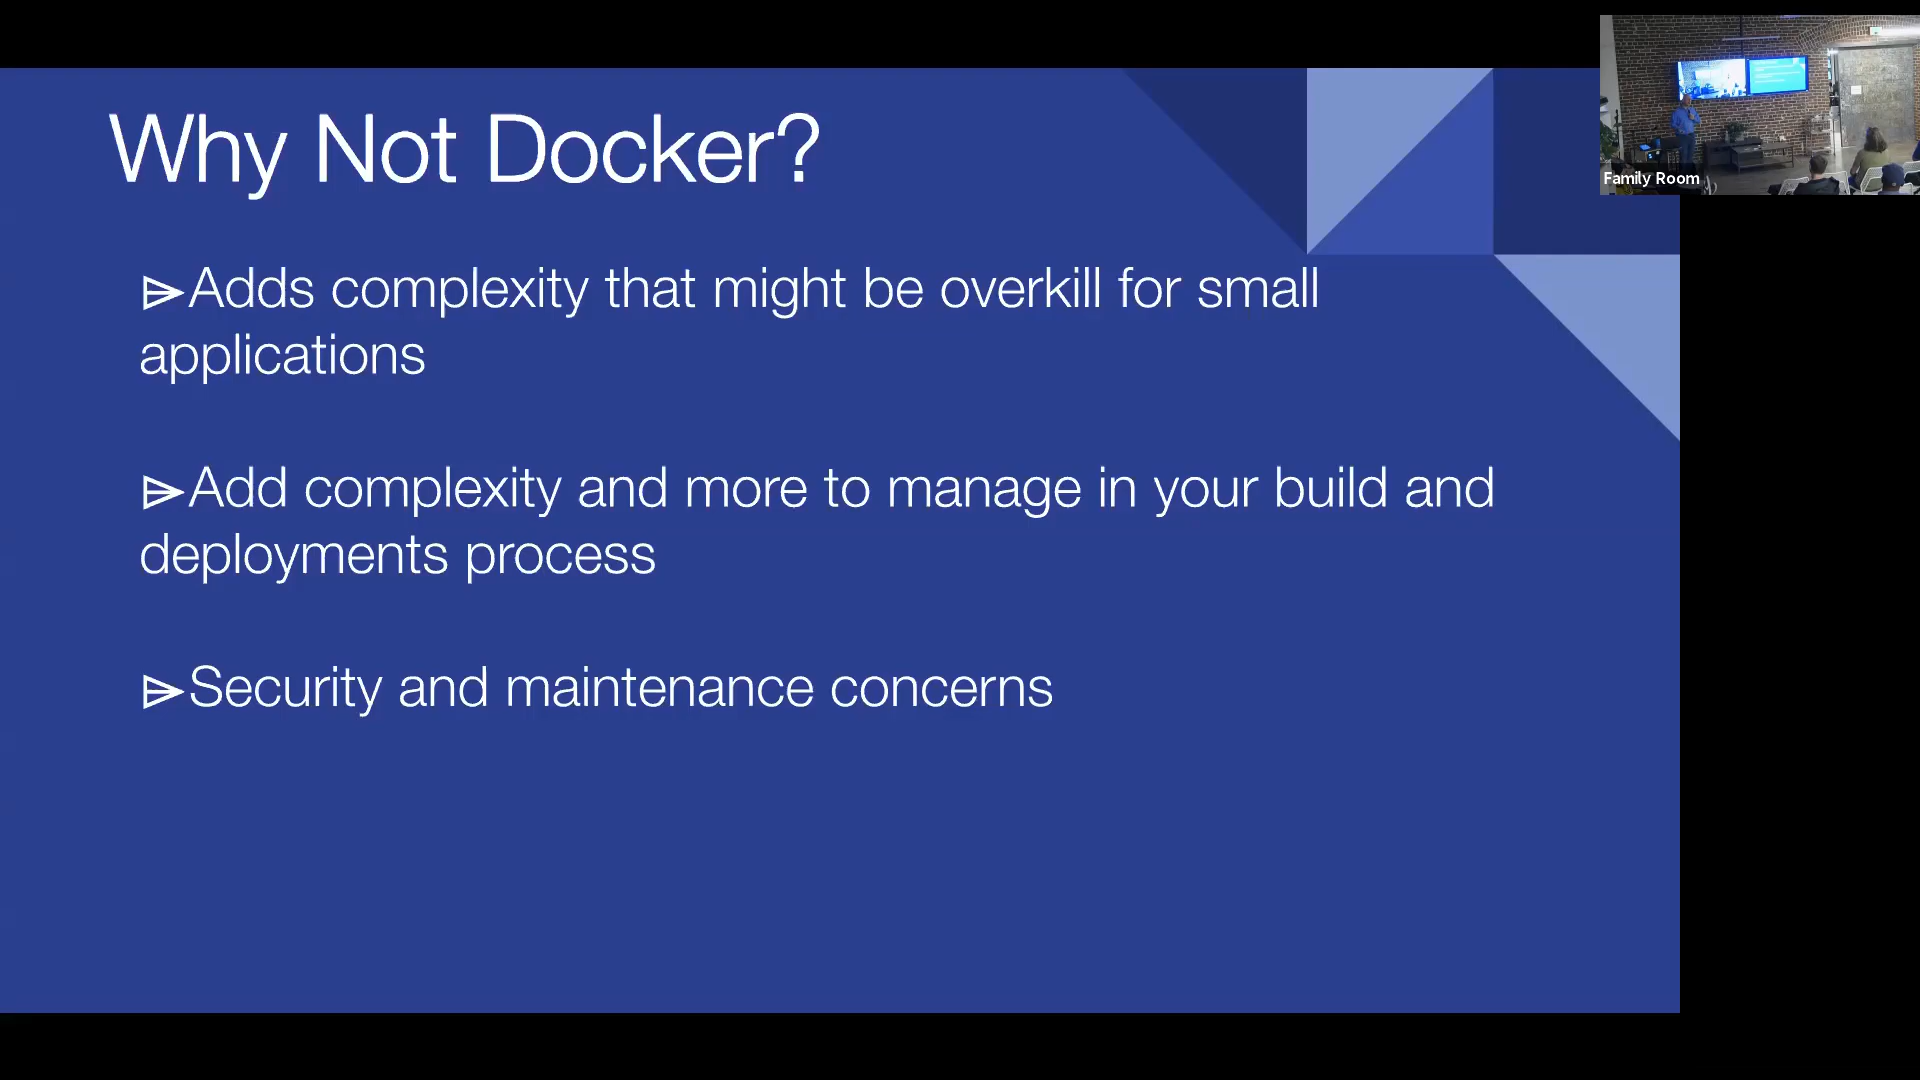 Why Not Docker?
⩥Adds complexity that might be overkill for small
applications
⩥Add complexity and more to manage in your build and
deployments process
⩥Security and maintenance concerns
Family Room